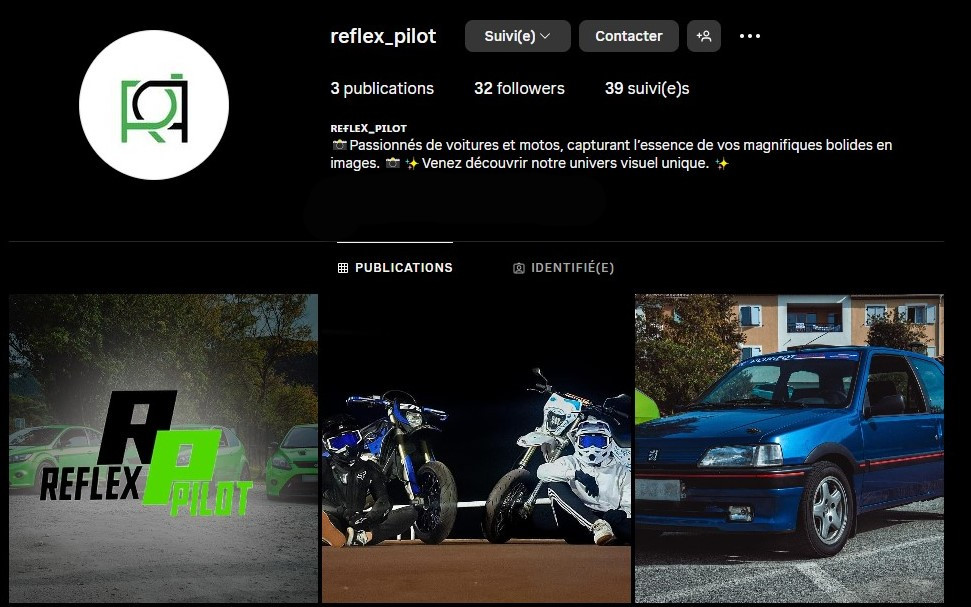 reflex_pilot
Suivi(e)
Contacter
3 publications
32 followers
39 suivi(e)s
ʀᴇғʟᴇX_ᴘɪʟᴏᴛ
📸Passionnés de voitures et motos, capturant l'essence de vos magnifiques bolides en
images. 📸 ✨Venez découvrir notre univers visuel unique. ✨
PUBLICATIONS
IDENTIFIÉ(E)
REFLEX
PILOT